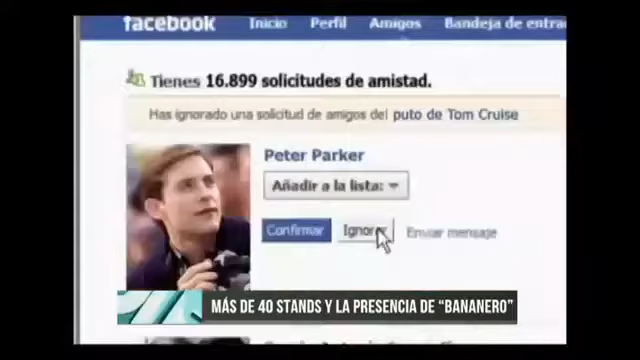 facebook Inicio Perfil Amigos Bandeja de entra
Tienes 16.899 solicitudes de amistad.
Has ignorado una solicitud de amigos del puto de Tom Cruise
Peter Parker
Añadir a la lista:
Confirmar Ignorar Enviar mensaje
MÁS DE 40 STANDS Y LA PRESENCIA DE “BANANERO”